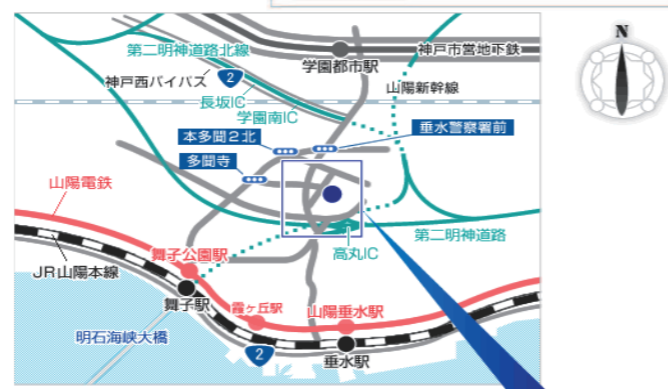 N
第二明神道路北線
神戸市営地下鉄
学園都市駅
神戸西バイパス
2
山陽新幹線
長坂IC
学園南IC
本多聞2北
垂水警察署前
多聞寺
山陽電鉄
第二明神道路
高丸IC
舞子公園駅
JR山陽本線
舞子駅
霞ヶ丘駅
山陽垂水駅
明石海峡大橋
2
垂水駅